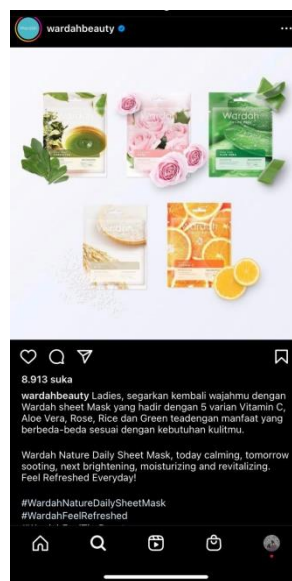 wardahbeauty
Wardah
Wardah
8.913 suka
wardahbeauty Ladies, segarkan kembali wajahmu dengan
Wardah sheet Mask yang hadir dengan 5 varian Vitamin C,
Aloe Vera, Rose, Rice dan Green teadengan manfaat yang
berbeda-beda sesuai dengan kebutuhan kulitmu.
Wardah Nature Daily Sheet Mask, today calming, tomorrow
sooting, next brightening, moisturizing and revitalizing.
Feel Refreshed Everyday!
#WardahNatureDailySheetMask
#WardahFeelRefreshed